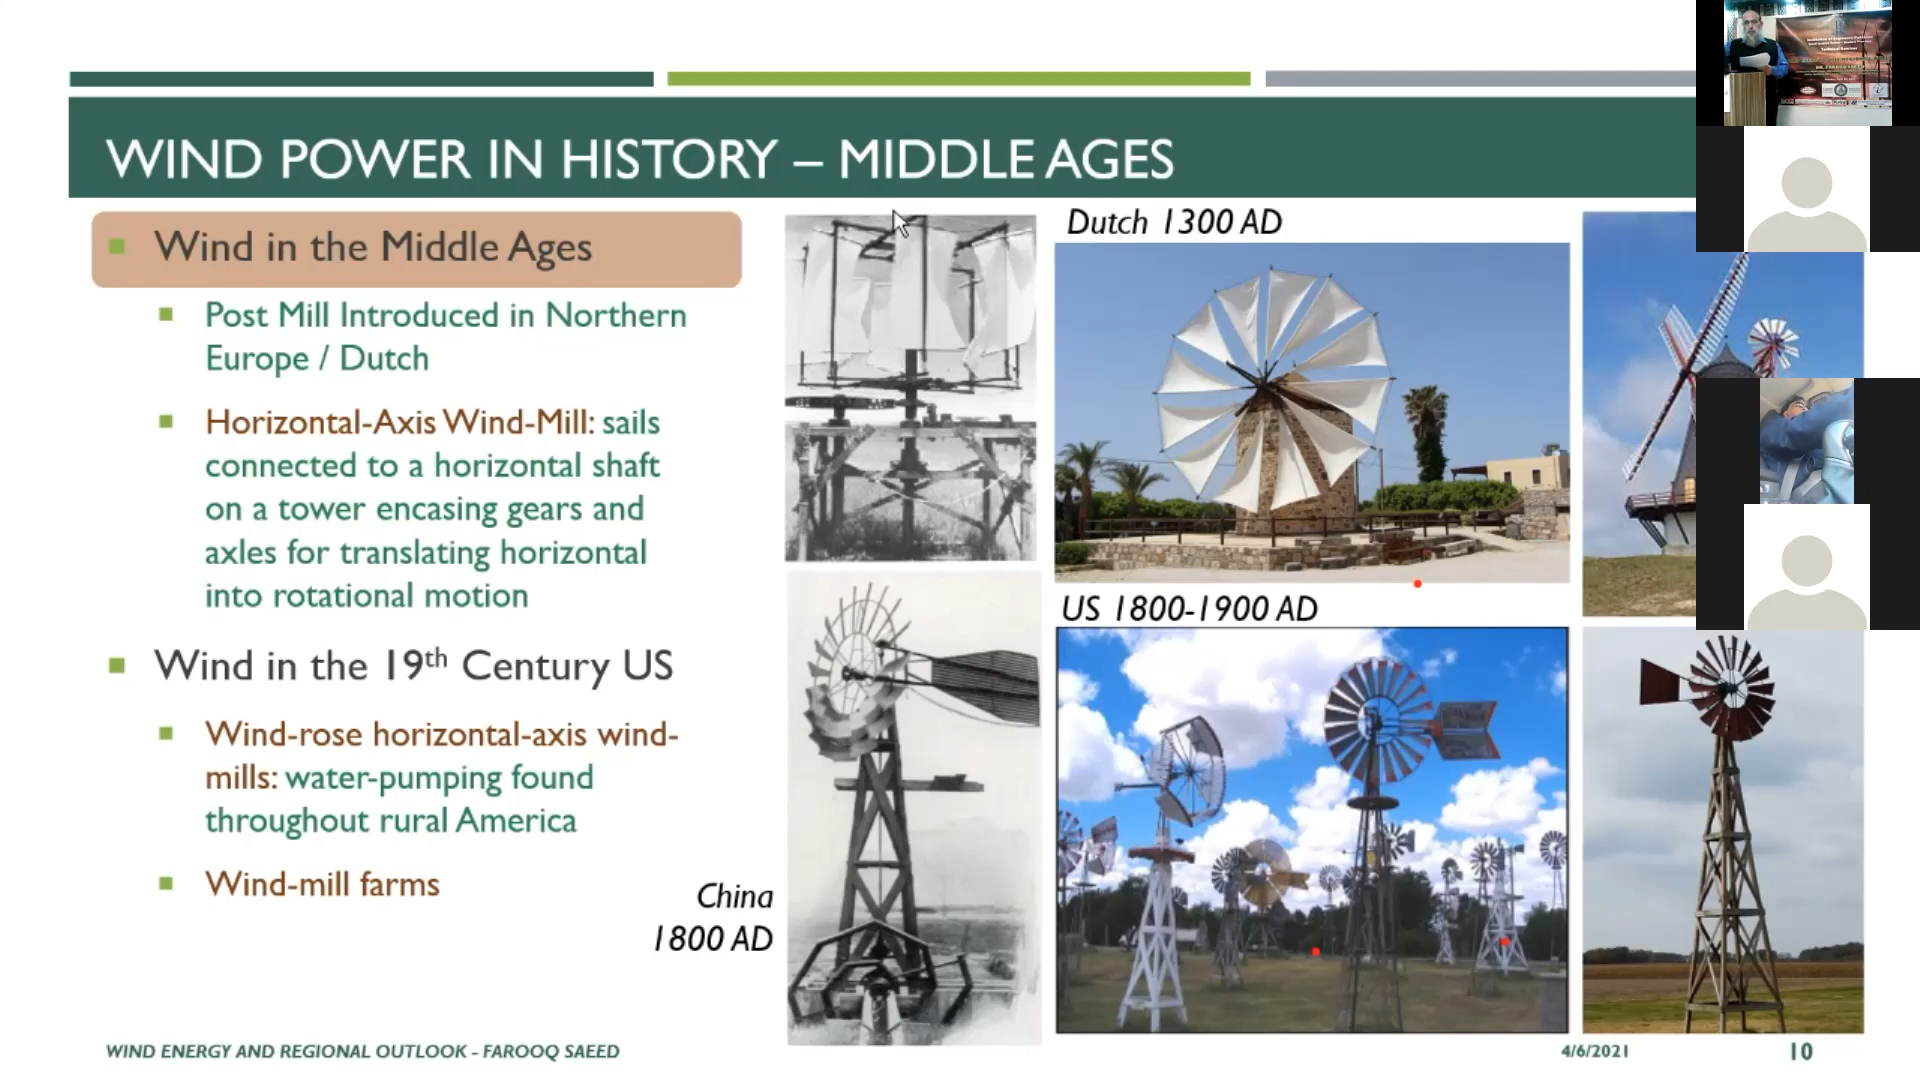 WIND POWER IN HISTORY – MIDDLE AGES
Wind in the Middle Ages
Post Mill Introduced in Northern
Europe / Dutch
Horizontal-Axis Wind-Mill: sails
connected to a horizontal shaft
on a tower encasing gears and
axles for translating horizontal
into rotational motion
Wind in the 19th Century US
Wind-rose horizontal-axis wind-
mills: water-pumping found
throughout rural America
Wind-mill farms
China
1800 AD
Dutch 1300 AD
US 1800-1900 AD
WIND ENERGY AND REGIONAL OUTLOOK - FAROOQ SAEED
4/6/2021
10